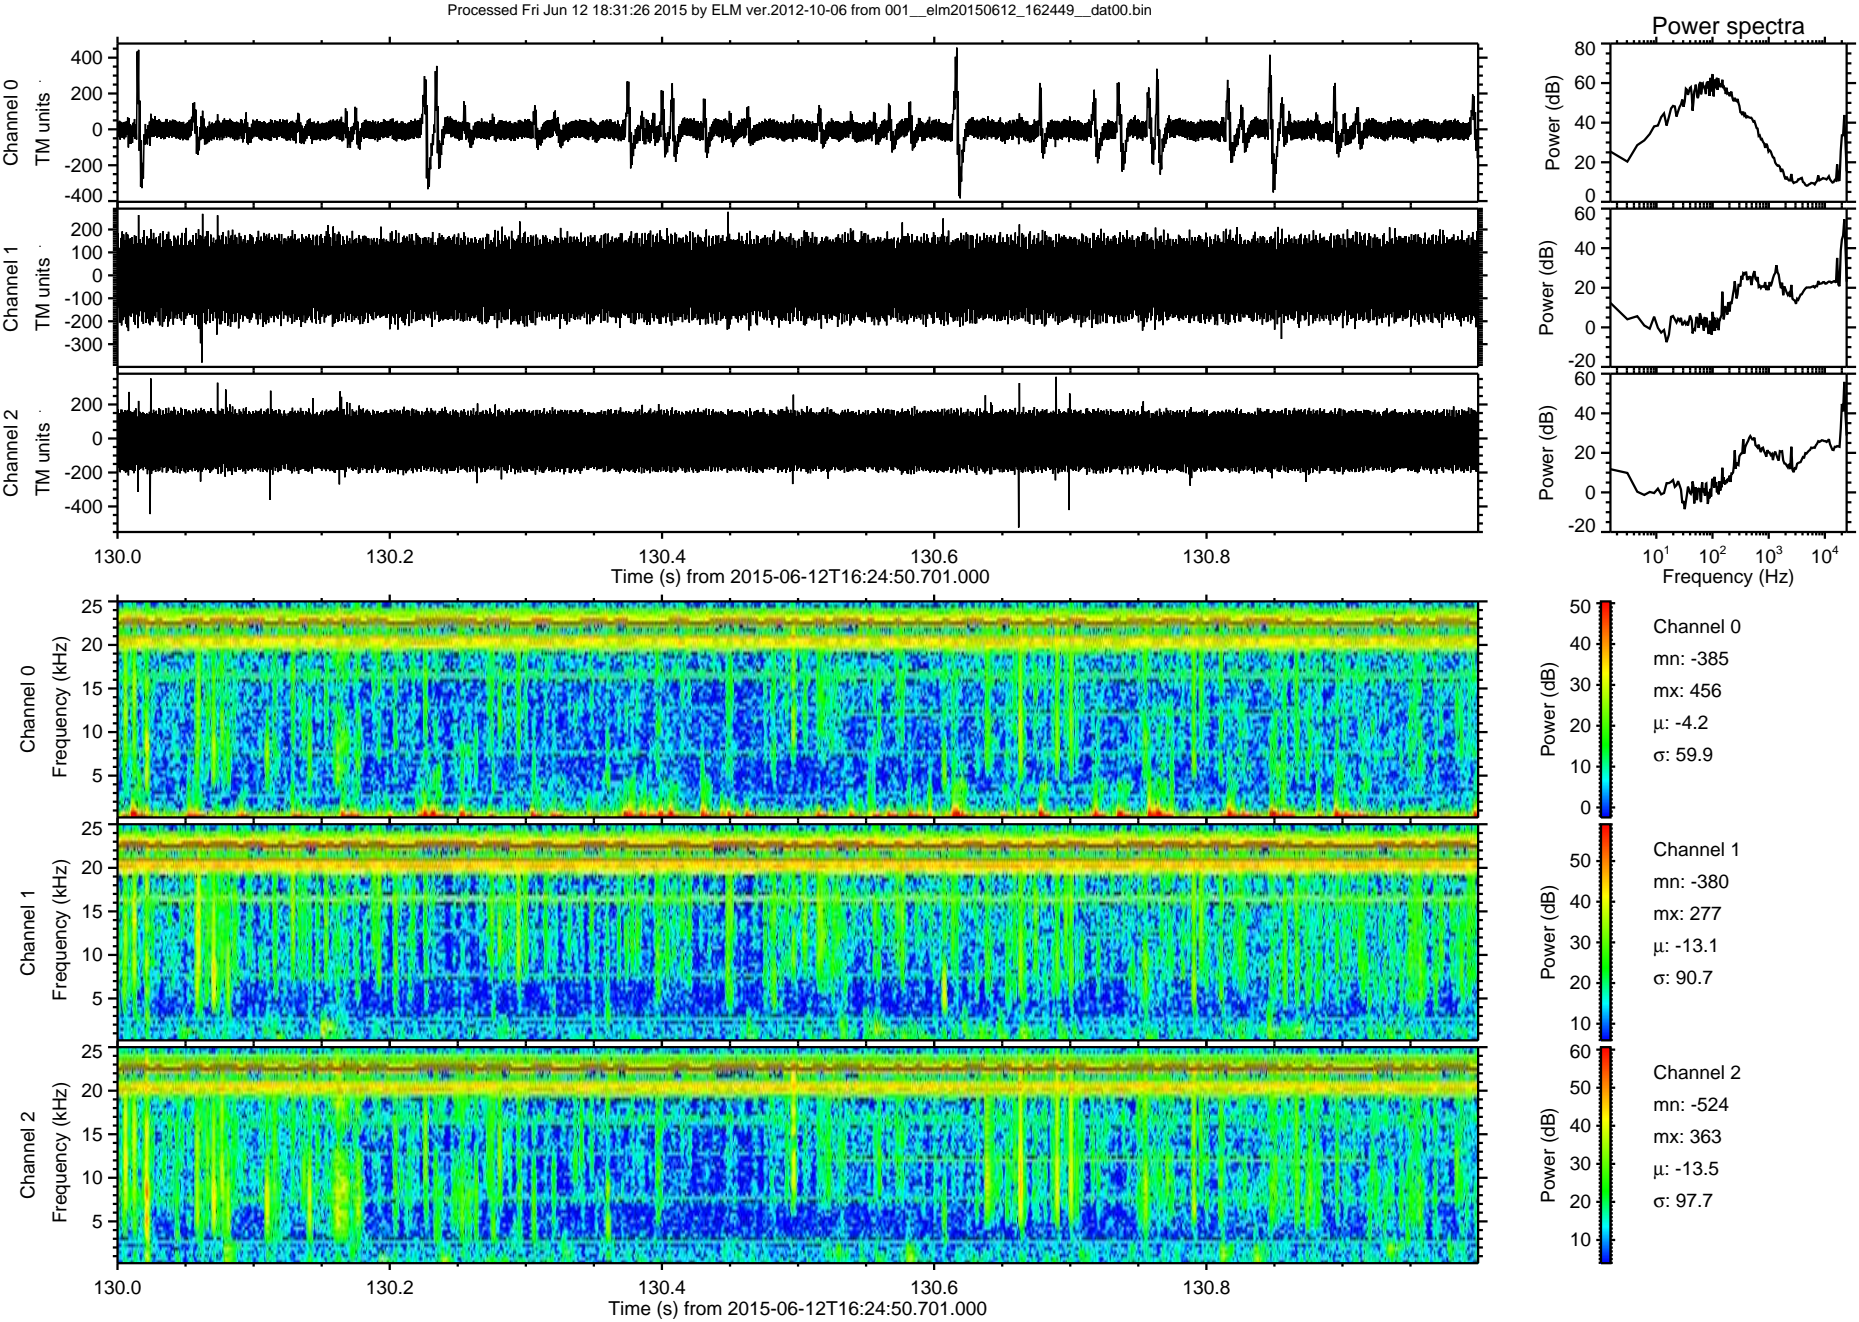 Processed Fri Jun 12 18:31:26 2015 by ELM ver.2012-10-06 from 001__elm20150612_162449__dat00.bin
Power spectra
Channel 0
TM units
400
200
0
-200
-400
Power (dB)
80
60
40
20
0
Channel 1
TM units
200
100
0
-100
-200
-300
Power (dB)
60
40
20
0
-20
Channel 2
TM units
200
0
-200
-400
Power (dB)
60
40
20
0
-20
130.0 130.2 130.4 130.6 130.8
Time (s) from 2015-06-12T16:24:50.701.000
10¹ 10² 10³ 10⁴
Frequency (Hz)
Channel 0
Frequency (kHz)
25
20
15
10
5
Power (dB)
50
40
30
20
10
0
Channel 0
mn: -385
mx: 456
μ: -4.2
σ: 59.9
Channel 1
Frequency (kHz)
25
20
15
10
5
Power (dB)
50
40
30
20
10
Channel 1
mn: -380
mx: 277
μ: -13.1
σ: 90.7
Channel 2
Frequency (kHz)
25
20
15
10
5
Power (dB)
60
50
40
30
20
10
Channel 2
mn: -524
mx: 363
μ: -13.5
σ: 97.7
130.0 130.2 130.4 130.6 130.8
Time (s) from 2015-06-12T16:24:50.701.000